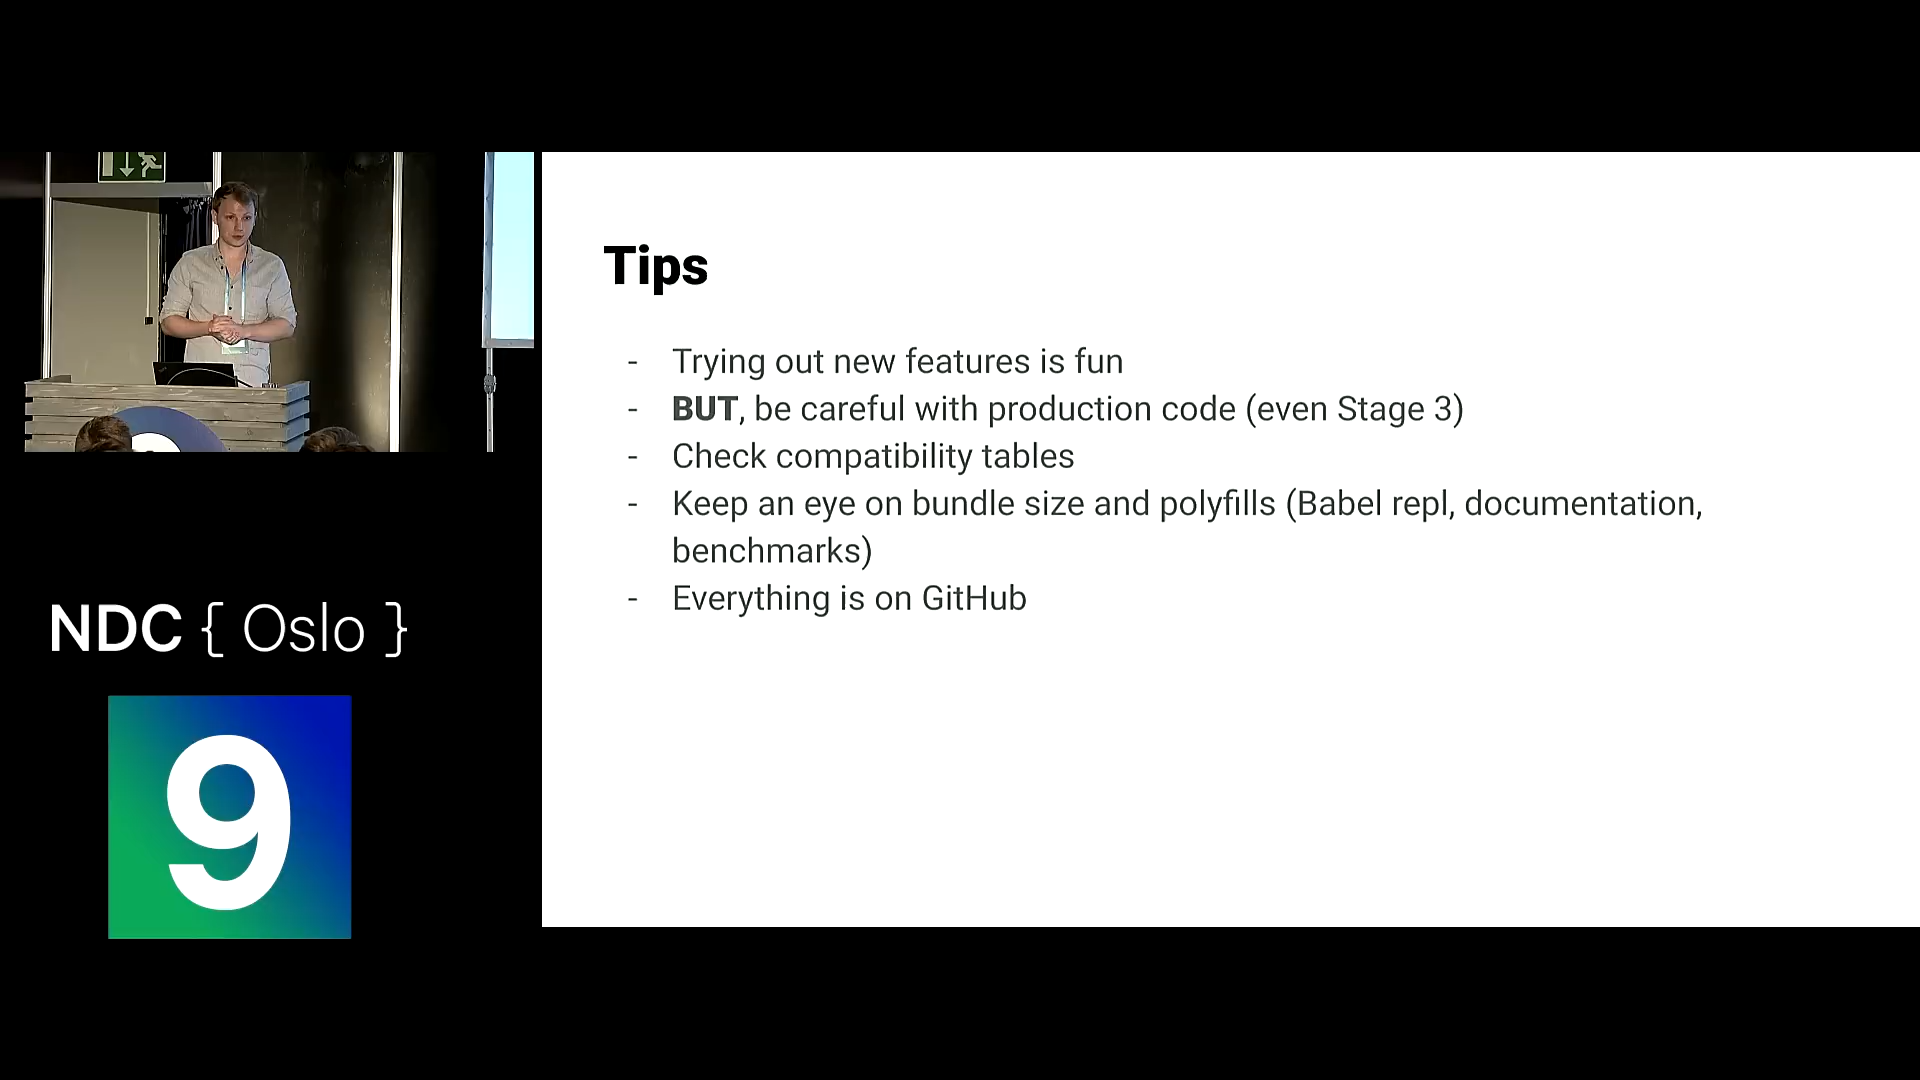 Tips
- Trying out new features is fun
- BUT, be careful with production code (even Stage 3)
- Check compatibility tables
- Keep an eye on bundle size and polyfills (Babel repl, documentation,
benchmarks)
- Everything is on GitHub
NDC { Oslo }
9